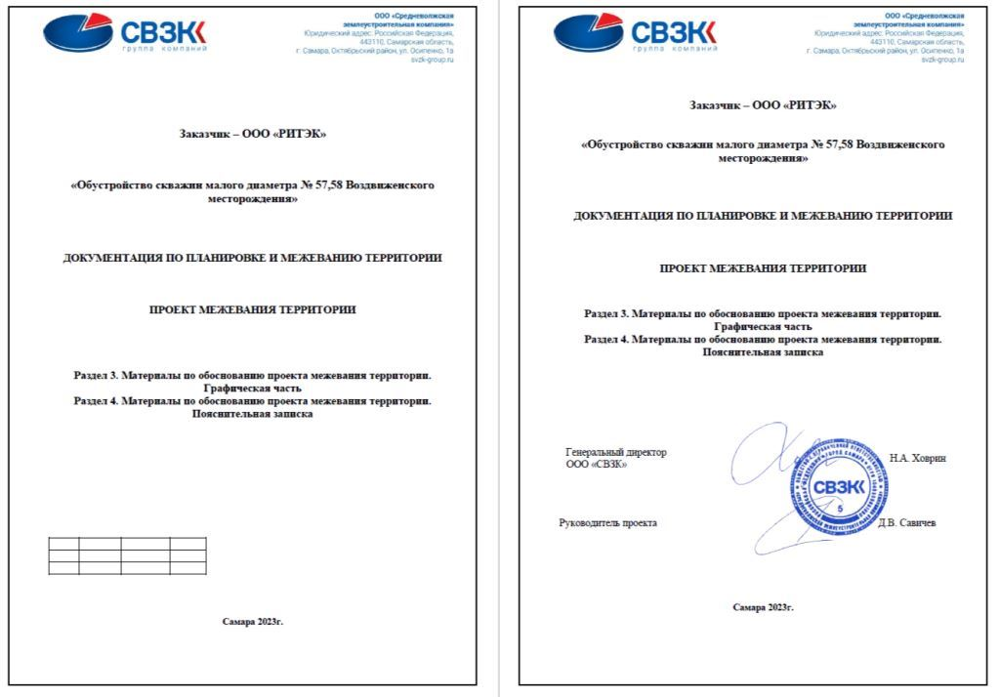 СВЗК
группа компаний
ООО «Средневолжская
землеустроительная компания»
Юридический адрес: Российская Федерация,
443110, Самарская область,
г. Самара, Октябрьский район, ул. Осипенко, 1а
svzk-group.ru
Заказчик – ООО «РИТЭК»
«Обустройство скважин малого диаметра № 57,58 Воздвиженского
месторождения»
ДОКУМЕНТАЦИЯ ПО ПЛАНИРОВКЕ И МЕЖЕВАНИЮ ТЕРРИТОРИИ
ПРОЕКТ МЕЖЕВАНИЯ ТЕРРИТОРИИ
Раздел 3. Материалы по обоснованию проекта межевания территории.
Графическая часть
Раздел 4. Материалы по обоснованию проекта межевания территории.
Пояснительная записка
Самара 2023г.
СВЗК
группа компаний
ООО «Средневолжская
землеустроительная компания»
Юридический адрес: Российская Федерация,
443110, Самарская область,
г. Самара, Октябрьский район, ул. Осипенко, 1а
svzk-group.ru
Заказчик – ООО «РИТЭК»
«Обустройство скважин малого диаметра № 57,58 Воздвиженского
месторождения»
ДОКУМЕНТАЦИЯ ПО ПЛАНИРОВКЕ И МЕЖЕВАНИЮ ТЕРРИТОРИИ
ПРОЕКТ МЕЖЕВАНИЯ ТЕРРИТОРИИ
Раздел 3. Материалы по обоснованию проекта межевания территории.
Графическая часть
Раздел 4. Материалы по обоснованию проекта межевания территории.
Пояснительная записка
Генеральный директор
ООО «СВЗК»
Н.А. Ховрин
СВЗК
5
Руководитель проекта
Д.В. Савичев
Самара 2023г.